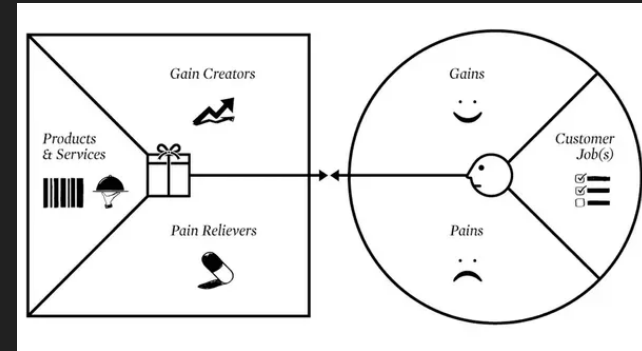 Gain Creators
Products
& Services
Pain Relievers
Gains
Customer
Job(s)
Pains